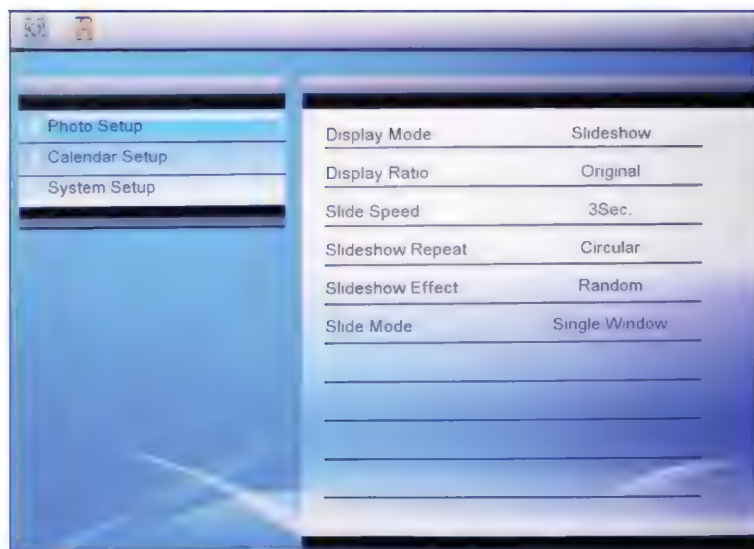 Photo Setup
Calendar Setup
System Setup
Display Mode Slideshow
Display Ratio Original
Slide Speed 3Sec.
Slideshow Repeat Circular
Slideshow Effect Random
Slide Mode Single Window